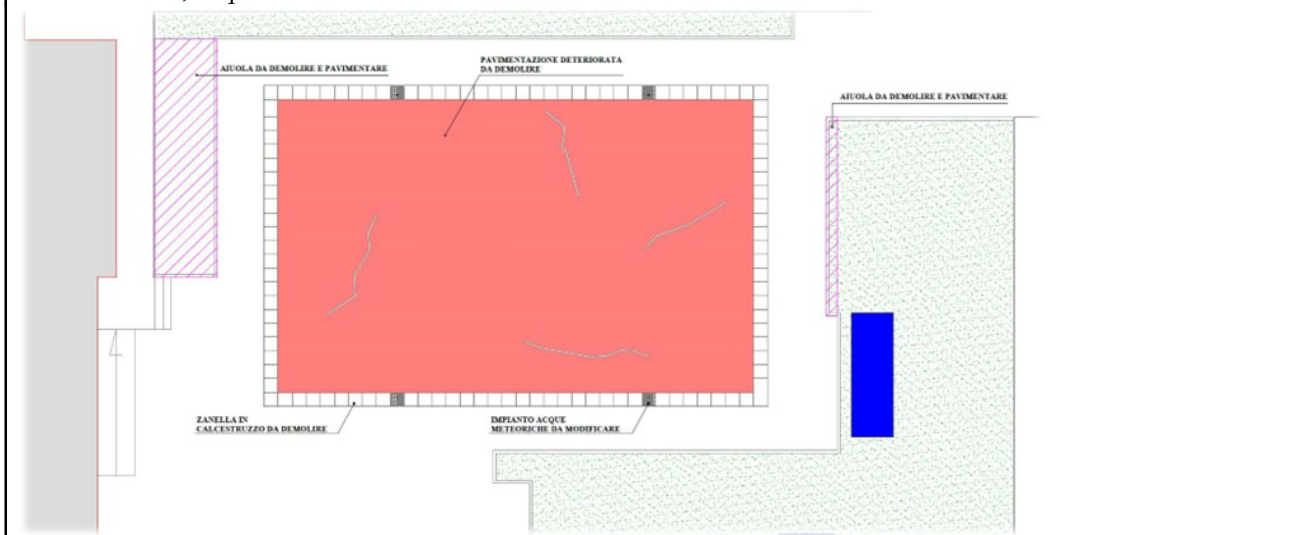 AIUOLA DA DEMOLIRE E PAVIMENTARE
PAVIMENTAZIONE DETERIORATA
DA DEMOLIRE
AIUOLA DA DEMOLIRE E PAVIMENTARE
ZANELLA IN
CALCESTRUZZO DA DEMOLIRE
IMPIANTO ACQUE
METEORICHE DA MODIFICARE